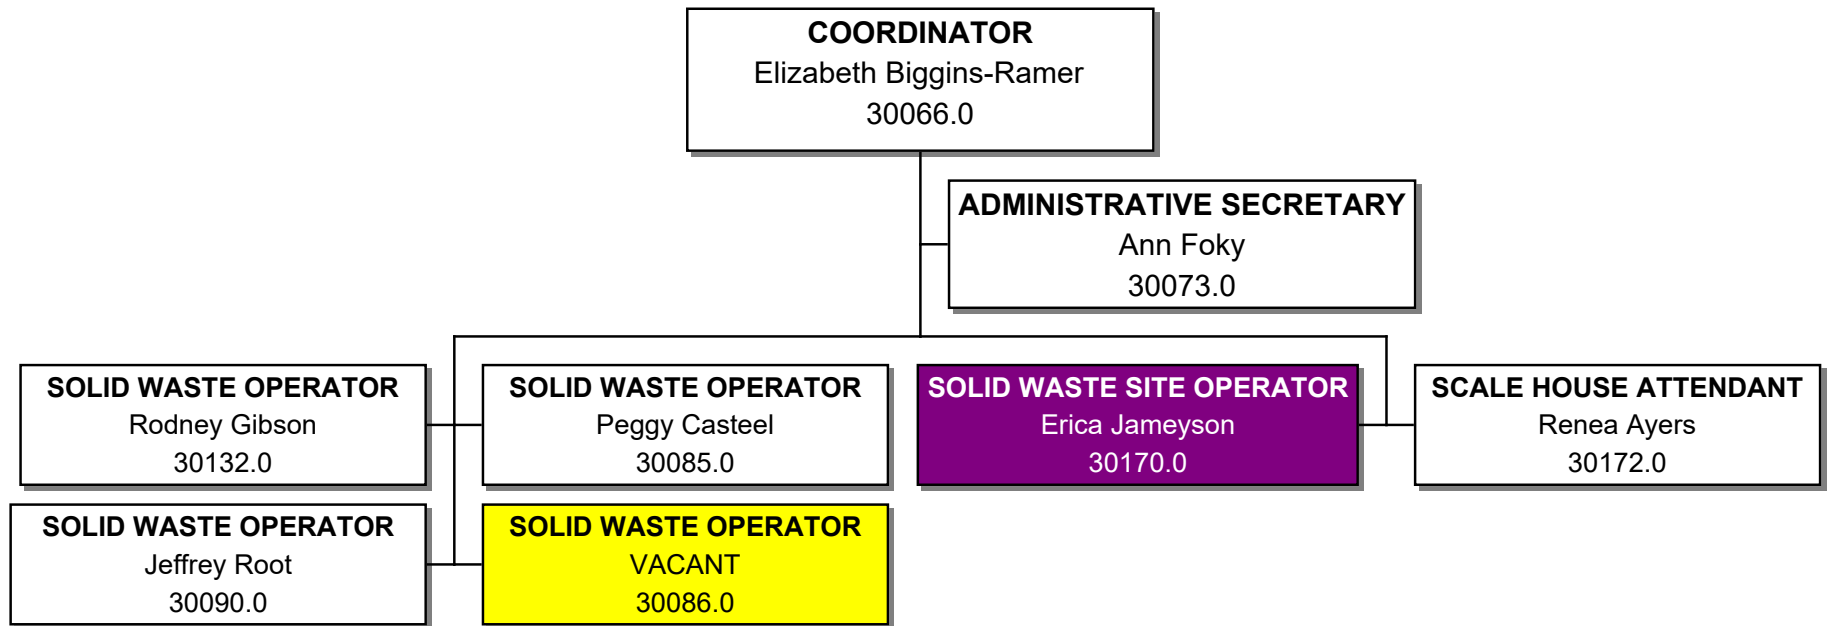 COORDINATOR
Elizabeth Biggins-Ramer
30066.0
ADMINISTRATIVE SECRETARY
Ann Foky
30073.0
SOLID WASTE OPERATOR
Rodney Gibson
30132.0
SOLID WASTE OPERATOR
Peggy Casteel
30085.0
SOLID WASTE SITE OPERATOR
Erica Jameyson
30170.0
SCALE HOUSE ATTENDANT
Renea Ayers
30172.0
SOLID WASTE OPERATOR
Jeffrey Root
30090.0
SOLID WASTE OPERATOR
VACANT
30086.0